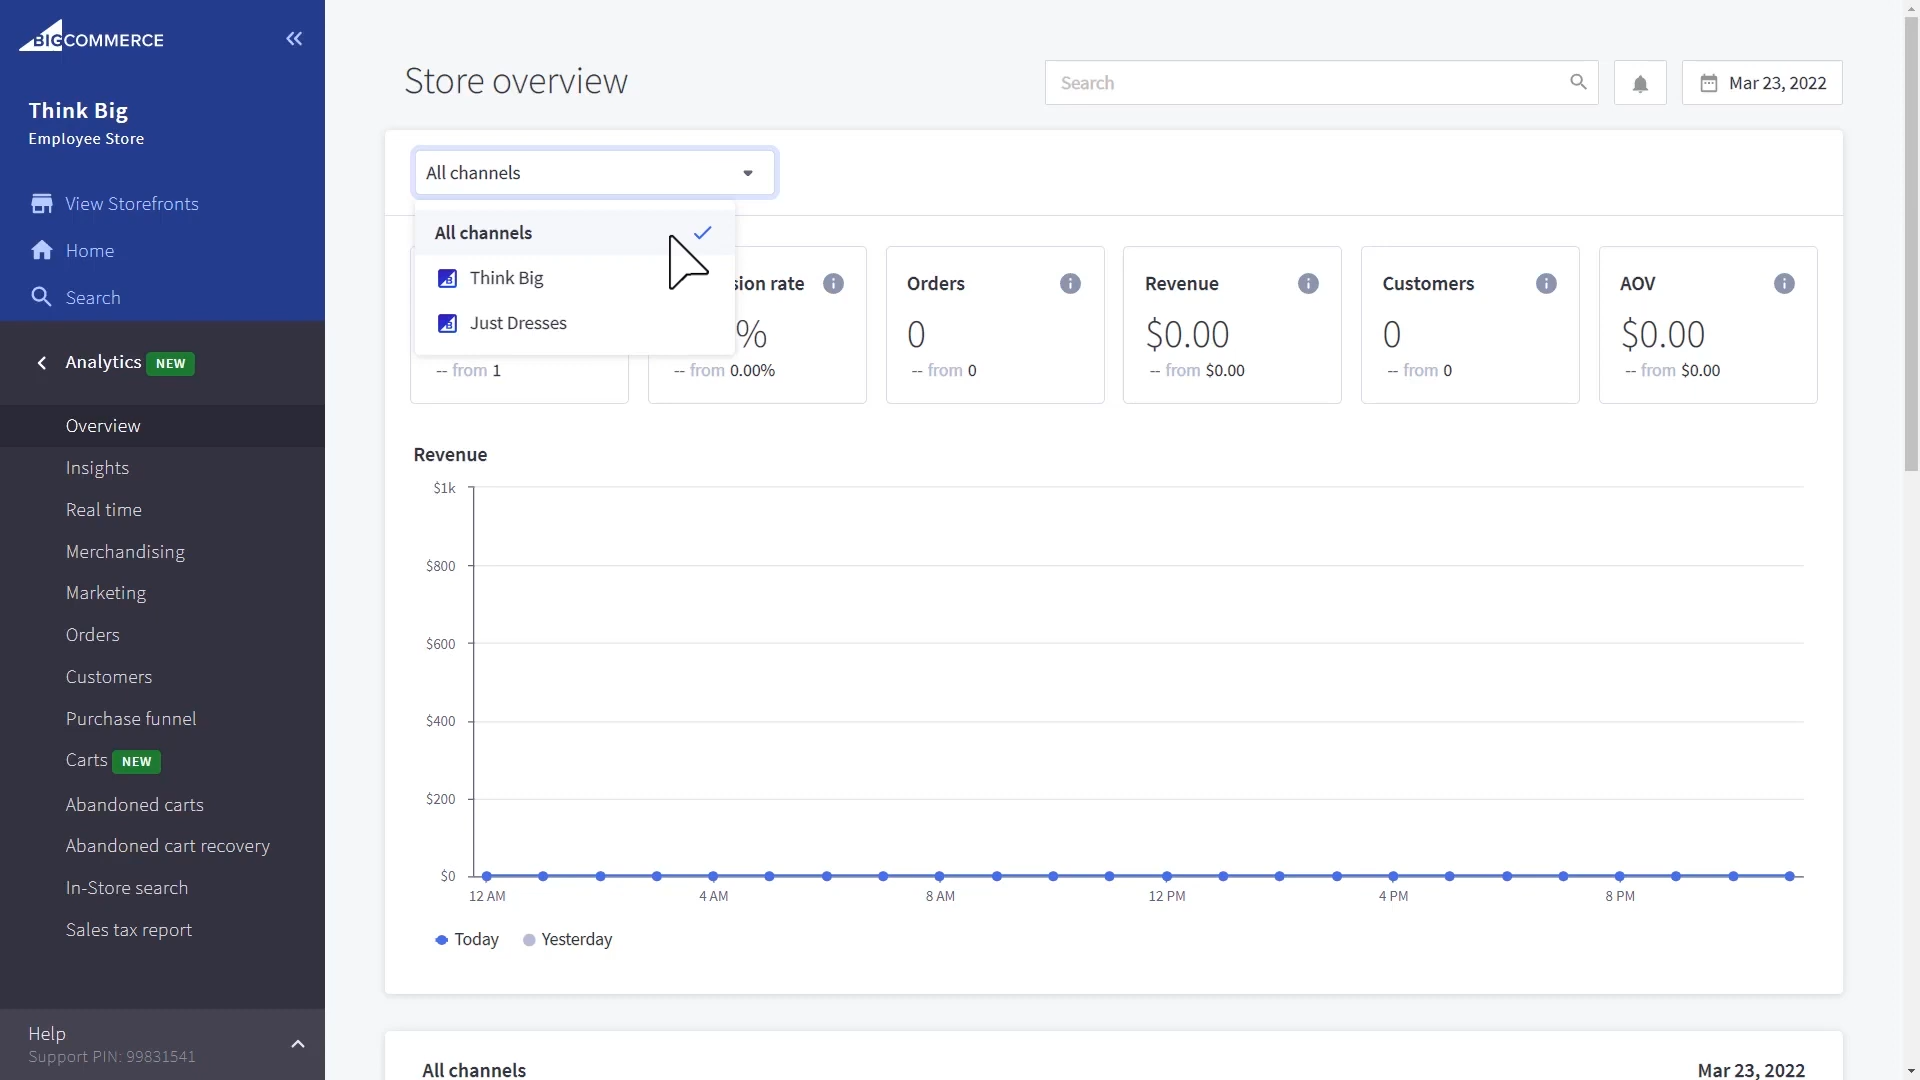 BIGCOMMERCE
Think Big
Employee Store
View Storefronts
Home
Search
Analytics NEW
Overview
Insights
Real time
Merchandising
Marketing
Orders
Customers
Purchase funnel
Carts NEW
Abandoned carts
Abandoned cart recovery
In-Store search
Sales tax report
Help
Support PIN: 99831541
Store overview
Search
Mar 23, 2022
All channels
All channels
Think Big
Just Dresses
-- from 1
sion rate
%
-- from 0.00%
Orders
0
-- from 0
Revenue
$0.00
-- from $0.00
Customers
0
-- from 0
AOV
$0.00
-- from $0.00
Revenue
$1k
$800
$600
$400
$200
$0
12 AM 4 AM 8 AM 12 PM 4 PM 8 PM
Today Yesterday
All channels
Mar 23, 2022